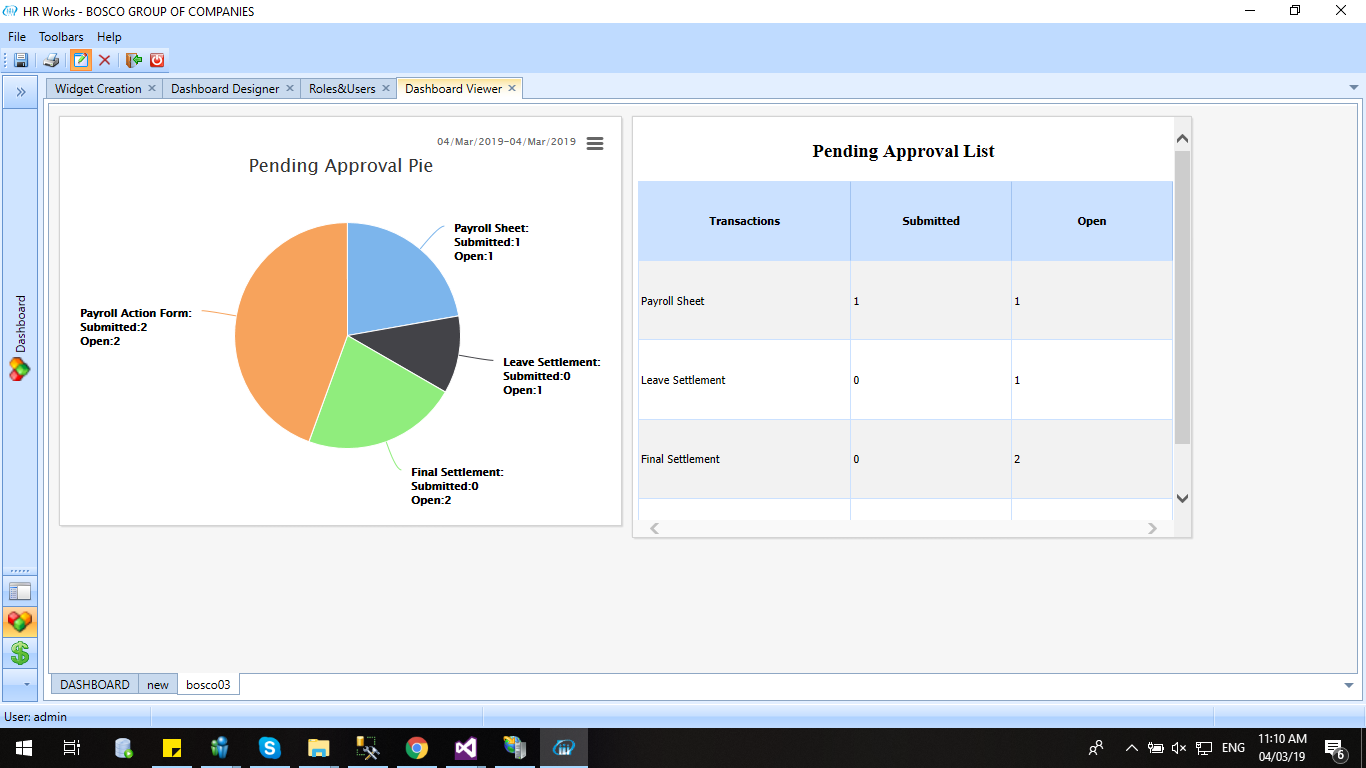 HR Works - BOSCO GROUP OF COMPANIES
File Toolbars Help
Widget Creation Dashboard Designer Roles&Users Dashboard Viewer
Dashboard
04/Mar/2019-04/Mar/2019
Pending Approval Pie
Payroll Sheet:
Submitted:1
Open:1
Payroll Action Form:
Submitted:2
Open:2
Leave Settlement:
Submitted:0
Open:1
Final Settlement:
Submitted:0
Open:2
Pending Approval List
Transactions Submitted Open
Payroll Sheet 1 1
Leave Settlement 0 1
Final Settlement 0 2
DASHBOARD new bosco03
User: admin
ENG
11:10 AM
04/03/19
6